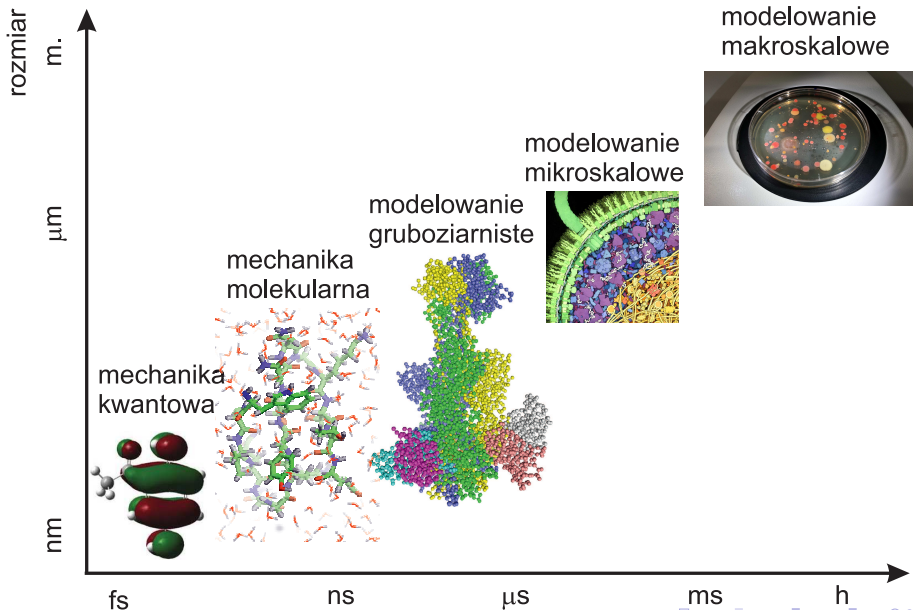 rozmiar
m.
μm
nm
modelowanie
makroskalowe
modelowanie
mikroskalowe
modelowanie
gruboziarniste
mechanika
molekularna
mechanika
kwantowa
fs
ns
μs
ms
h